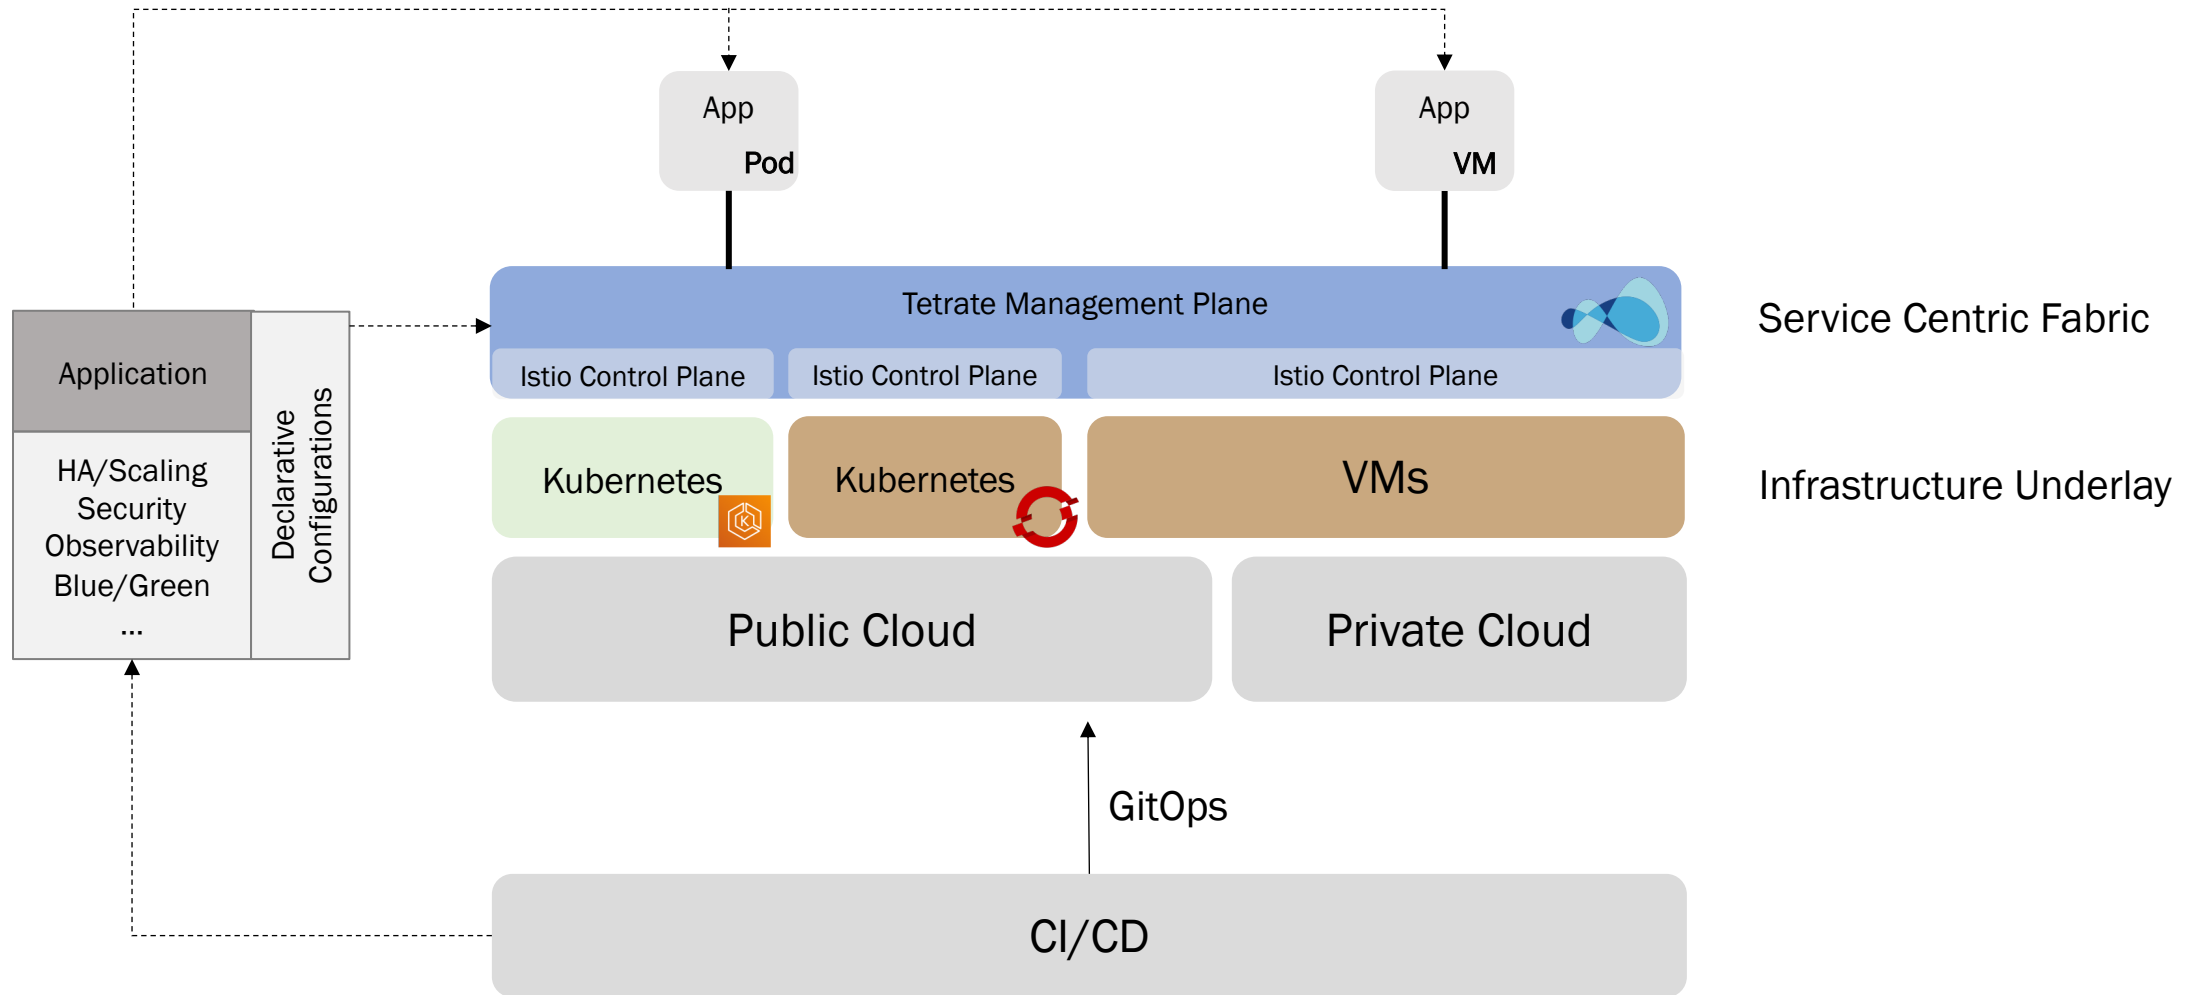 App
Pod
App
VM
Tetrate Management Plane
Service Centric Fabric
Istio Control Plane
Istio Control Plane
Istio Control Plane
Application
HA/Scaling
Security
Observability
Blue/Green
...
Declarative
Configurations
Kubernetes
K
Kubernetes
VMs
Infrastructure Underlay
Public Cloud
Private Cloud
GitOps
CI/CD